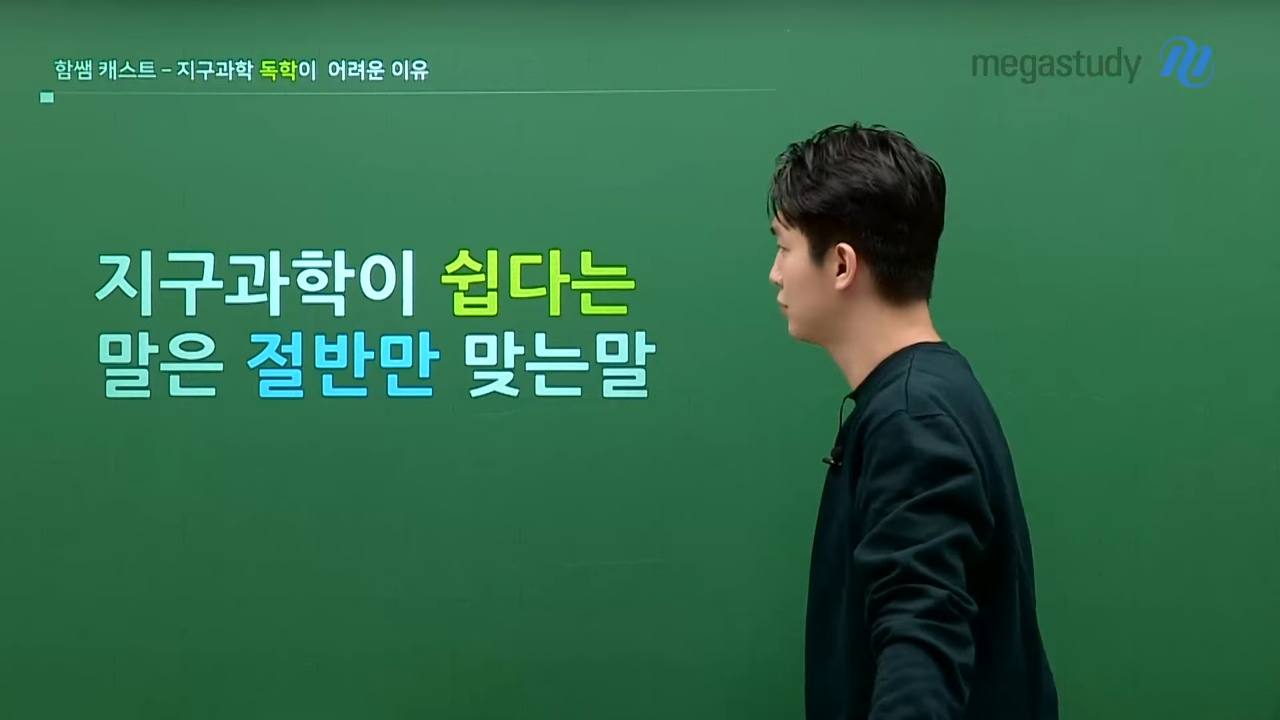 함쌤 캐스트 – 지구과학 독학이 어려운 이유
megastudy
지구과학이 쉽다는
말은 절반만 맞는말